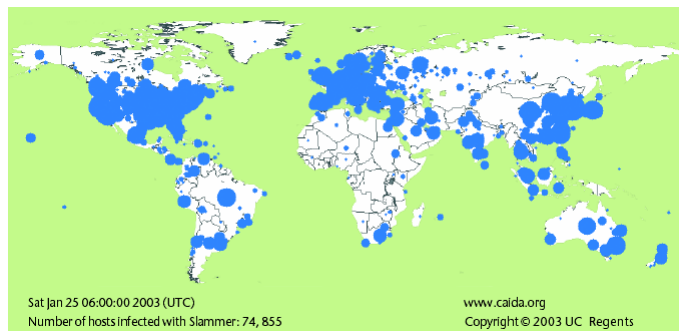 Sat Jan 25 06:00:00 2003 (UTC)
www.caida.org
Number of hosts infected with Slammer: 74, 855
Copyright © 2003 UC Regents